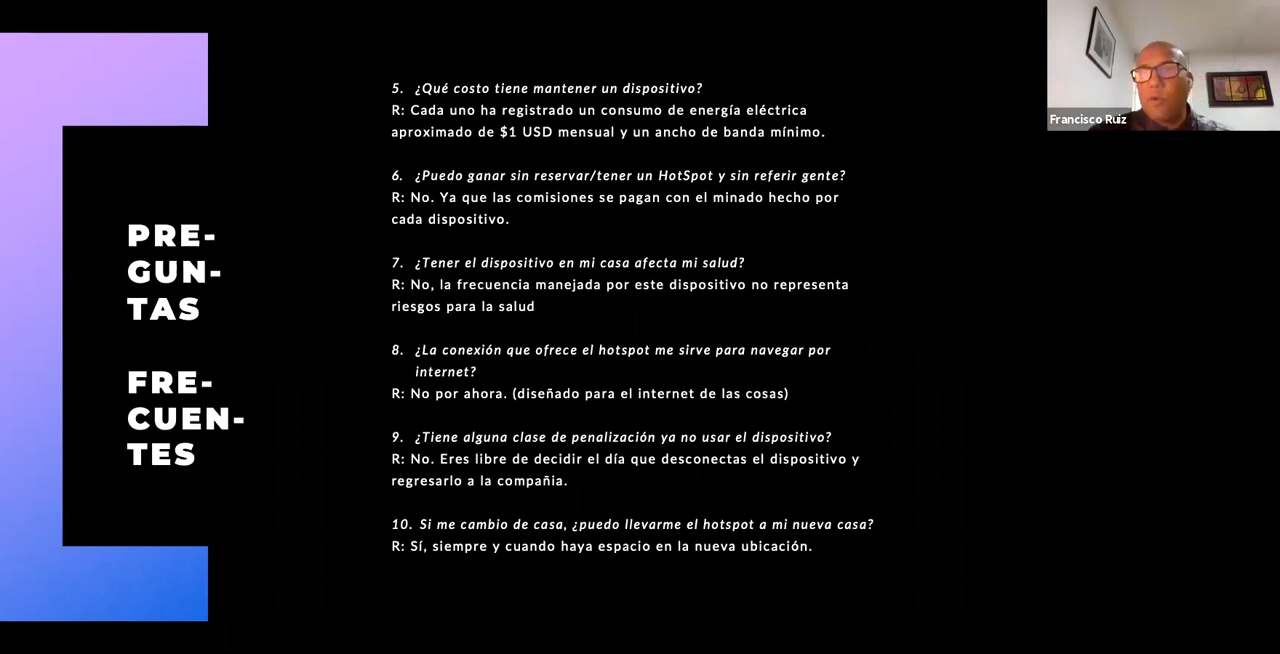 PRE-
GUN-
TAS
FRE-
CUEN-
TES
5. ¿Qué costo tiene mantener un dispositivo?
R: Cada uno ha registrado un consumo de energía eléctrica
aproximado de $1 USD mensual y un ancho de banda mínimo.
6. ¿Puedo ganar sin reservar/tener un HotSpot y sin referir gente?
R: No. Ya que las comisiones se pagan con el minado hecho por
cada dispositivo.
7. ¿Tener el dispositivo en mi casa afecta mi salud?
R: No, la frecuencia manejada por este dispositivo no representa
riesgos para la salud
8. ¿La conexión que ofrece el hotspot me sirve para navegar por
internet?
R: No por ahora. (diseñado para el internet de las cosas)
9. ¿Tiene alguna clase de penalización ya no usar el dispositivo?
R: No. Eres libre de decidir el día que desconectas el dispositivo y
regresarlo a la compañia.
10. Si me cambio de casa, ¿puedo llevarme el hotspot a mi nueva casa?
R: Sí, siempre y cuando haya espacio en la nueva ubicación.
Francisco Ruiz